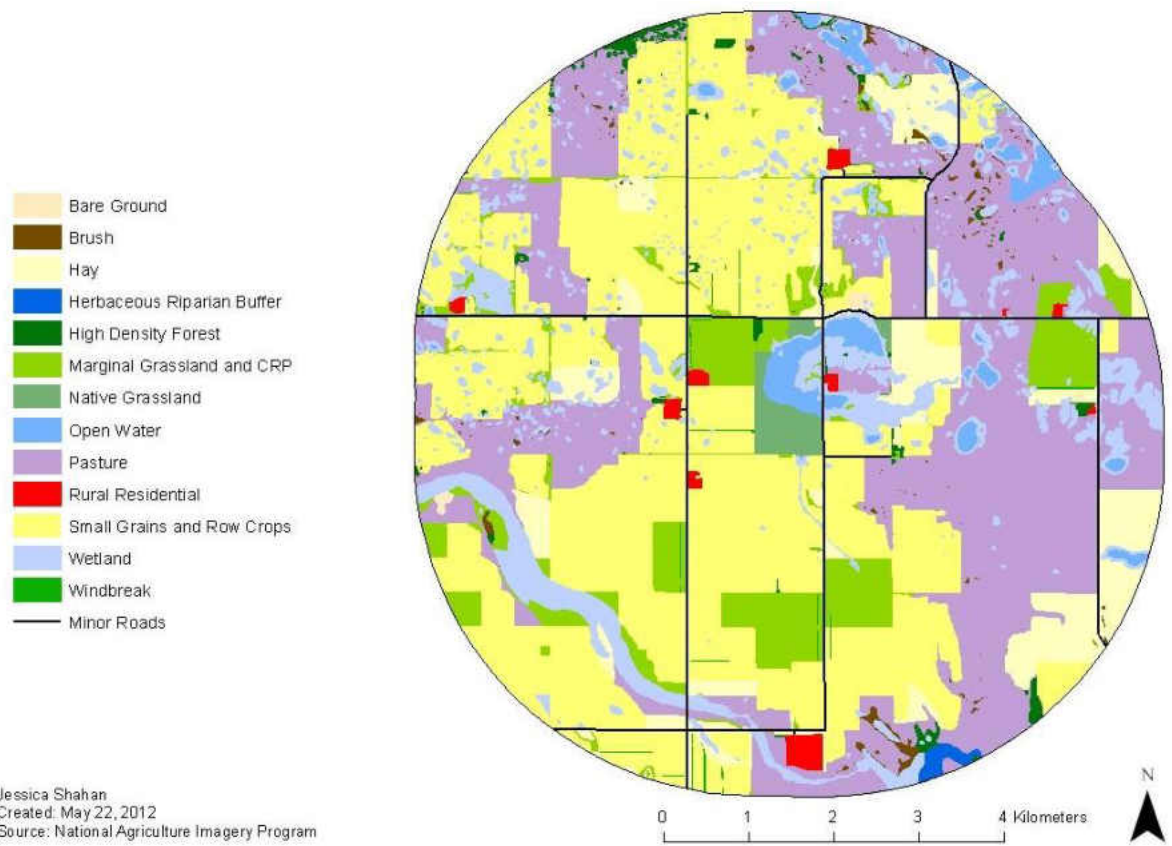 Bare Ground
Brush
Hay
Herbaceous Riparian Buffer
High Density Forest
Marginal Grassland and CRP
Native Grassland
Open Water
Pasture
Rural Residential
Small Grains and Row Crops
Wetland
Windbreak
Minor Roads
Jessica Shahan
Created: May 22, 2012
Source: National Agriculture Imagery Program
0 1 2 3 4 Kilometers
N